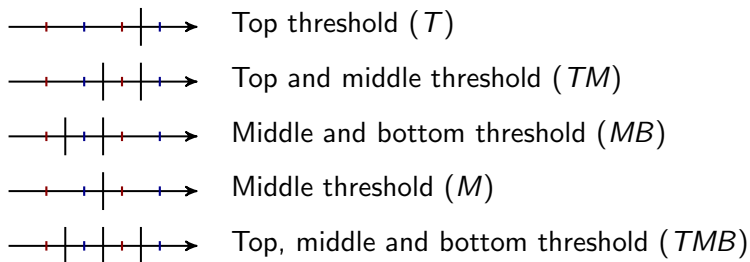 Top threshold (T)
Top and middle threshold (TM)
Middle and bottom threshold (MB)
Middle threshold (M)
Top, middle and bottom threshold (TMB)